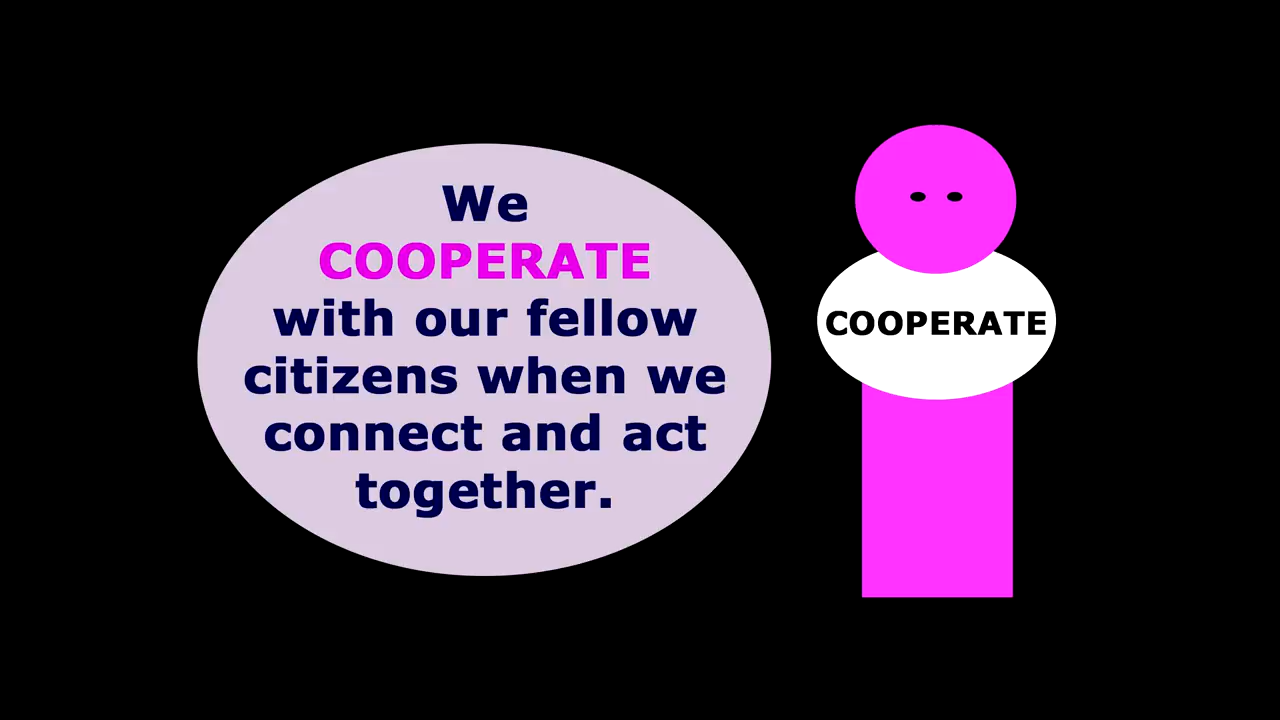 We
COOPERATE
with our fellow
citizens when we
connect and act
together.
COOPERATE